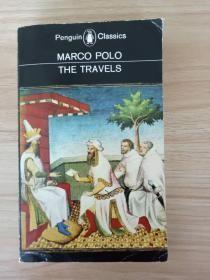 Penguin Classics
MARCO POLO
THE TRAVELS